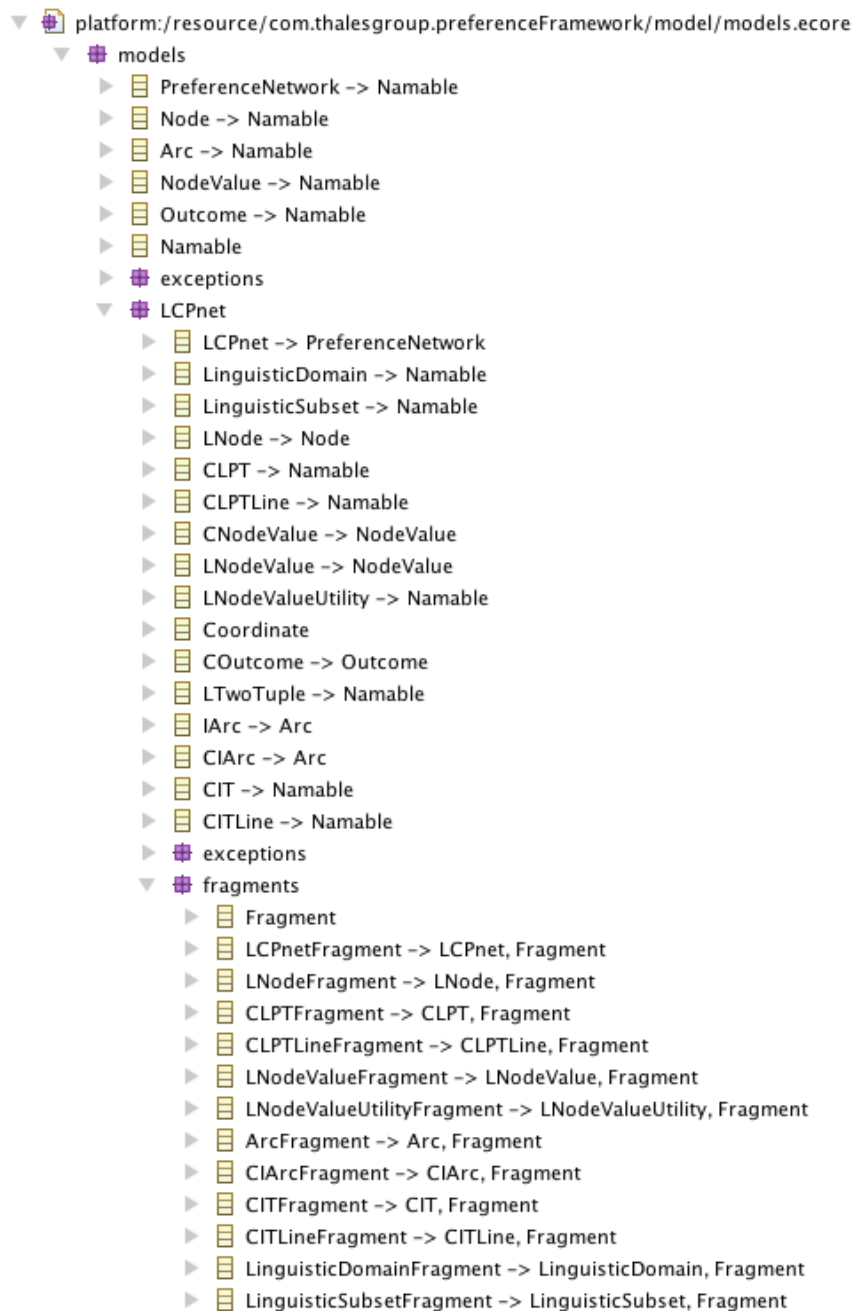 platform:/resource/com.thalesgroup.preferenceFramework/model/models.ecore
models
PreferenceNetwork -> Namable
Node -> Namable
Arc -> Namable
NodeValue -> Namable
Outcome -> Namable
Namable
exceptions
LCPnet
LCPnet -> PreferenceNetwork
LinguisticDomain -> Namable
LinguisticSubset -> Namable
LNode -> Node
CLPT -> Namable
CLPTLine -> Namable
CNodeValue -> NodeValue
LNodeValue -> NodeValue
LNodeValueUtility -> Namable
Coordinate
COutcome -> Outcome
LTwoTuple -> Namable
IArc -> Arc
CIArc -> Arc
CIT -> Namable
CITLine -> Namable
exceptions
fragments
Fragment
LCPnetFragment -> LCPnet, Fragment
LNodeFragment -> LNode, Fragment
CLPTFragment -> CLPT, Fragment
CLPTLineFragment -> CLPTLine, Fragment
LNodeValueFragment -> LNodeValue, Fragment
LNodeValueUtilityFragment -> LNodeValueUtility, Fragment
ArcFragment -> Arc, Fragment
CIArcFragment -> CIArc, Fragment
CITFragment -> CIT, Fragment
CITLineFragment -> CITLine, Fragment
LinguisticDomainFragment -> LinguisticDomain, Fragment
LinguisticSubsetFragment -> LinguisticSubset, Fragment